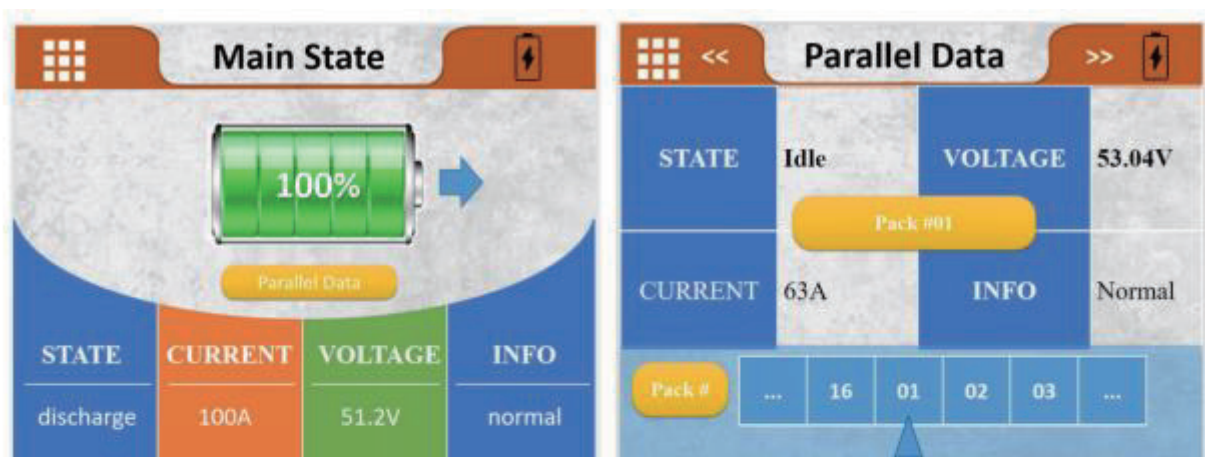 Main State
100%
Parallel Data
STATE CURRENT VOLTAGE INFO
discharge 100A 51.2V normal
<< Parallel Data >>
STATE Idle VOLTAGE 53.04V
Pack #01
CURRENT 63A INFO Normal
Pack # ... 16 01 02 03 ...